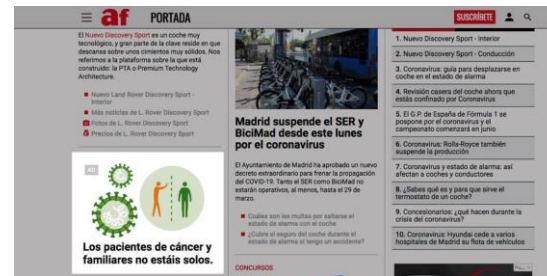 af
PORTADA
SUSCRÍBETE
El Nuevo Discovery Sport es un coche muy
tecnológico, y gran parte de la clave reside en que
descansa sobre unos cimientos muy sólidos. Nos
referimos a la plataforma sobre la que está
construido: la PTA o Premium Technology
Architecture.
Nuevo Land Rover Discovery Sport -
Interior
Más noticias de L. Rover Discovery Sport
Fotos de L. Rover Discovery Sport
Precios de L. Rover Discovery Sport
AD
Los pacientes de cáncer y
familiares no estáis solos.
Madrid suspende el SER y
BiciMad desde este lunes
por el coronavirus
El Ayuntamiento de Madrid ha aprobado un nuevo
decreto extraordinario para frenar la propagación
del COVID-19. Tanto el SER como BiciMad no
estarán operativos, al menos, hasta el 29 de
marzo.
Cuáles son las multas por saltarse el
estado de alarma con el coche
¿Cubre el seguro del coche durante el
estado de alarma si tengo un accidente?
CONCURSOS
1. Nuevo Discovery Sport - Interior
2. Nuevo Discovery Sport - Conducción
3. Coronavirus: guía para desplazarse en
coche en el estado de alarma
4. Revisión casera del coche ahora que
estás confinado por Coronavirus
5. El G.P. de España de Fórmula 1 se
pospone por el coronavirus y el
campeonato comenzará en junio
6. Coronavirus: Rolls-Royce también
suspende la producción
7. Coronavirus y estado de alarma: así
afectan a coches y conductores
8. ¿Sabes qué es y para que sirve el
termostato de un coche?
9. Concesionarios: ¿qué hacen durante la
crisis del coronavirus?
10. Coronavirus: Hyundai cede a varios
hospitales de Madrid su flota de vehículos